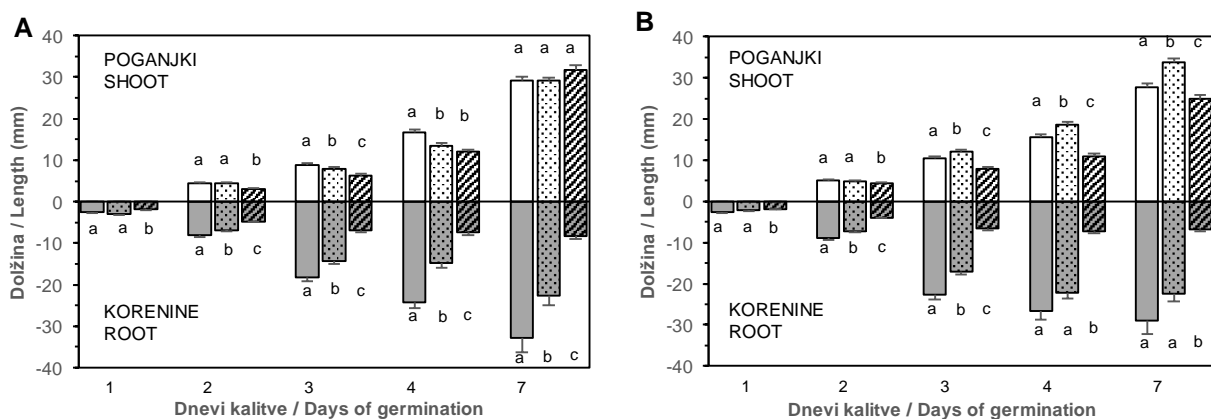 A
Dolžina / Length (mm)
40
30
20
10
0
-10
-20
-30
-40
POGANJKI
SHOOT
KORENINE
ROOT
a a b
a b c
a b b
a a a
a a b
a b c
a b c
a b c
a b c
1 2 3 4 7
Dnevi kalitve / Days of germination
B
Dolžina / Length (mm)
40
30
20
10
0
-10
-20
-30
-40
POGANJKI
SHOOT
KORENINE
ROOT
a a b
a b c
a b c
a b c
a a b
a b c
a b c
a a b
a a b
1 2 3 4 7
Dnevi kalitve / Days of germination